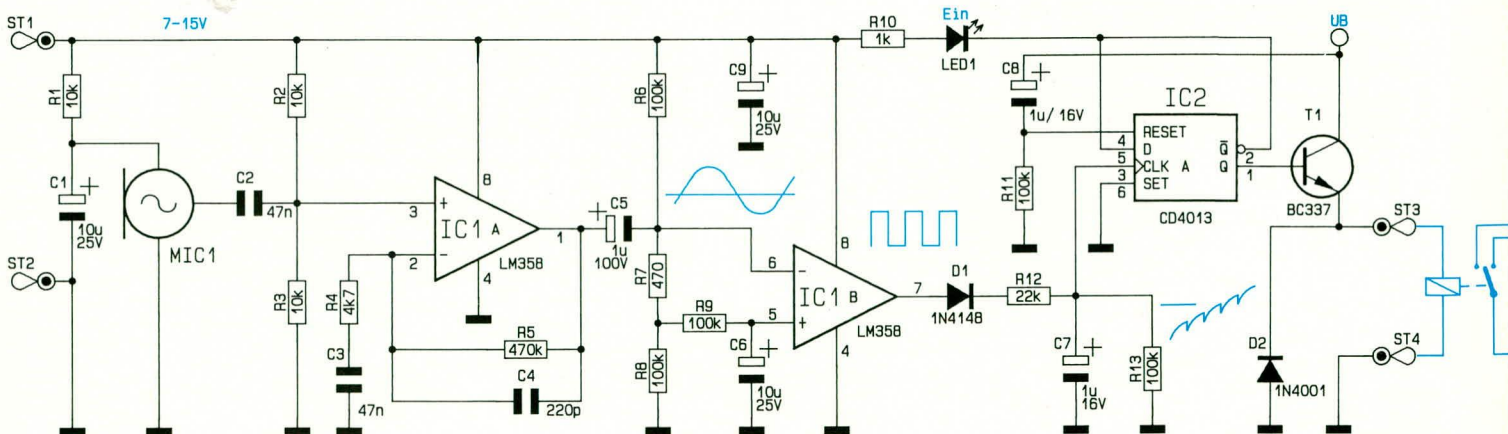 ST1
7-15V
R1
10k
C1
+
10u
25V
ST2
MIC1
C2
47n
R2
10k
R3
10k
R4
4k7
C3
47n
+
3
IC1 A
-
2
8
1
4
LM358
R5
470k
C4
220p
+
C5
1u
100V
R6
100k
R7
470
R8
100k
R9
100k
C9
+
10u
25V
C6
+
10u
25V
6
-
5
+
IC1 B
8
7
4
LM358
D1
1N4148
R12
22k
R10
1k
Ein
LED1
C8
+
1u/ 16V
R11
100k
IC2
4
RESET
5
D
3
CLK A
6
SET
Q̅
2
Q
1
CD4013
C7
+
1u
16V
R13
100k
UB
T1
BC337
D2
1N4001
ST3
ST4